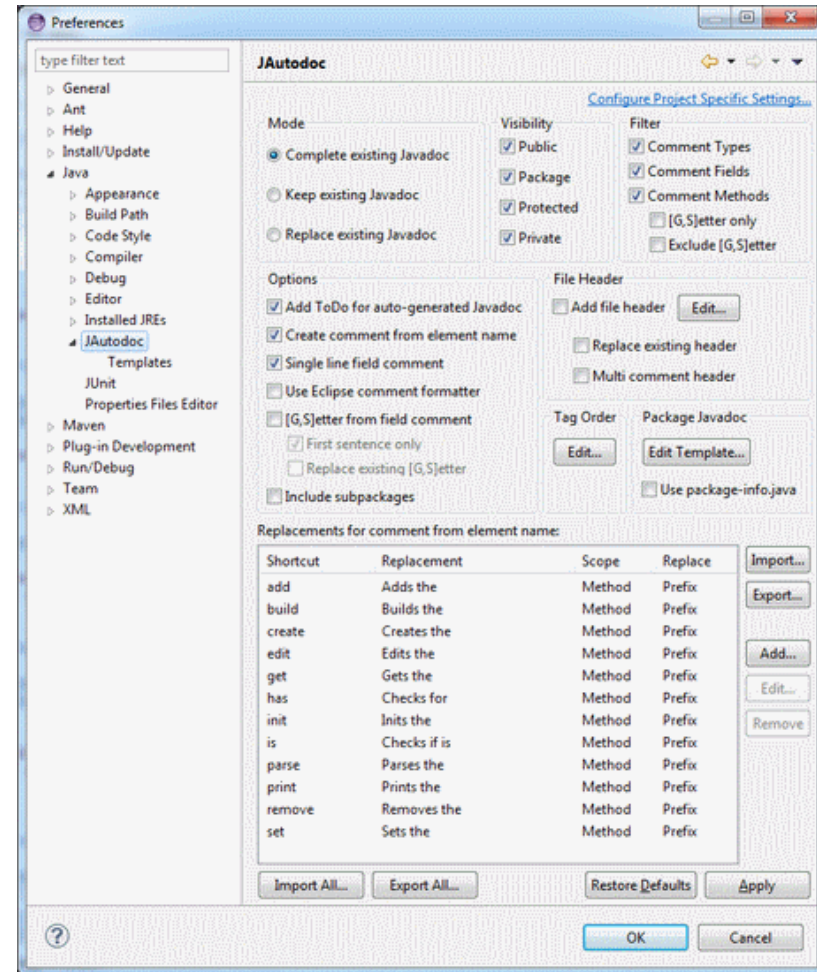 Preferences
type filter text
General
Ant
Help
Install/Update
Java
Appearance
Build Path
Code Style
Compiler
Debug
Editor
Installed JREs
JAutodoc
Templates
JUnit
Properties Files Editor
Maven
Plug-in Development
Run/Debug
Team
XML
JAutodoc
Configure Project Specific Settings...
Mode
Complete existing Javadoc
Keep existing Javadoc
Replace existing Javadoc
Visibility
Public
Package
Protected
Private
Filter
Comment Types
Comment Fields
Comment Methods
[G,S]etter only
Exclude [G,S]etter
Options
Add ToDo for auto-generated Javadoc
Create comment from element name
Single line field comment
Use Eclipse comment formatter
[G,S]etter from field comment
First sentence only
Replace existing [G,S]etter
Include subpackages
File Header
Add file header Edit...
Replace existing header
Multi comment header
Tag Order
Edit...
Package Javadoc
Edit Template...
Use package-info.java
Replacements for comment from element name:
Shortcut Replacement Scope Replace
add Adds the Method Prefix
build Builds the Method Prefix
create Creates the Method Prefix
edit Edits the Method Prefix
get Gets the Method Prefix
has Checks for Method Prefix
init Inits the Method Prefix
is Checks if is Method Prefix
parse Parses the Method Prefix
print Prints the Method Prefix
remove Removes the Method Prefix
set Sets the Method Prefix
Import...
Export...
Add...
Edit...
Remove
Import All... Export All... Restore Defaults Apply
? OK Cancel